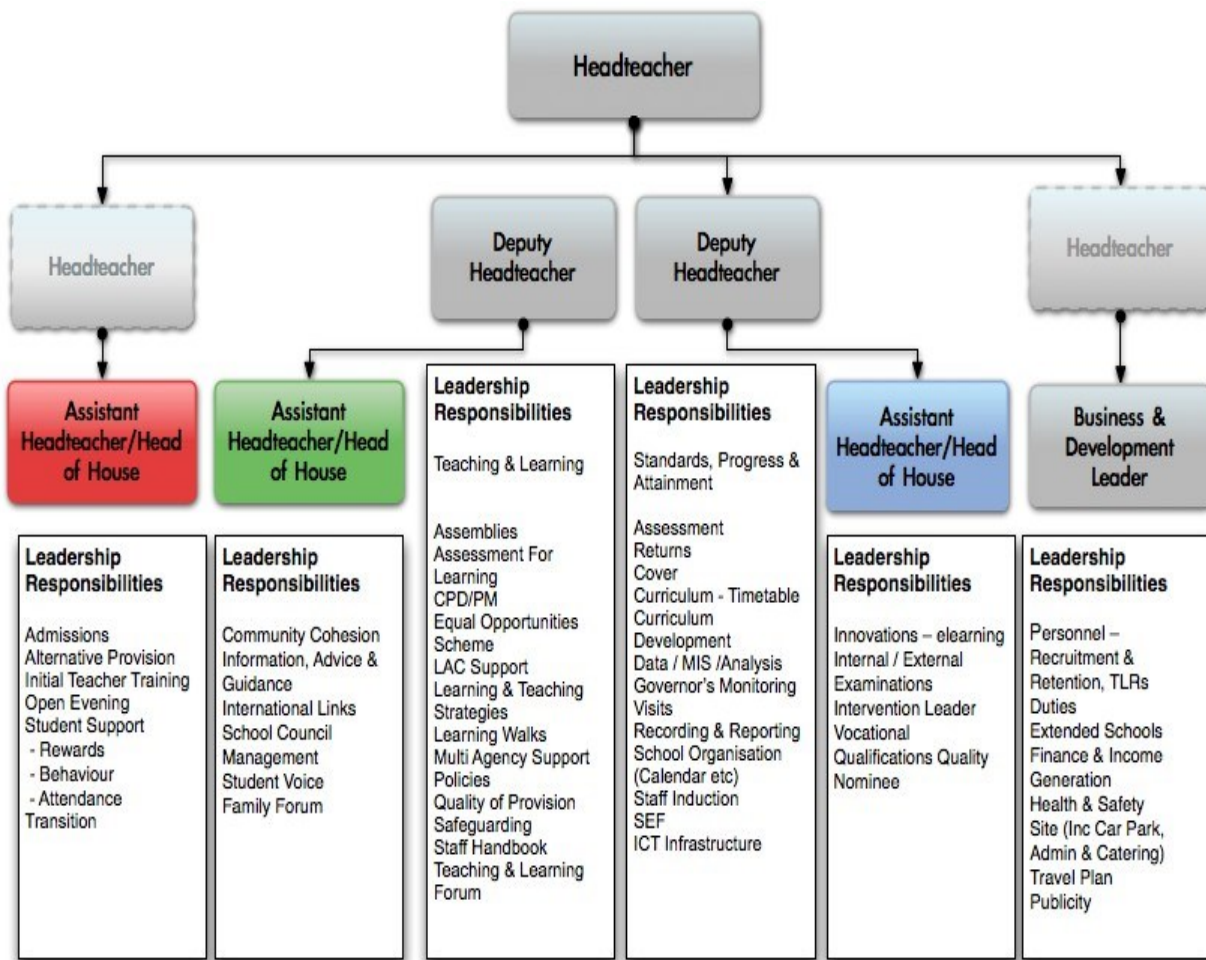 Headteacher
Headteacher
Deputy
Headteacher
Deputy
Headteacher
Headteacher
Assistant
Headteacher/Head
of House
Assistant
Headteacher/Head
of House
Leadership
Responsibilities
Teaching & Learning
Assemblies
Assessment For
Learning
CPD/PM
Equal Opportunities
Scheme
LAC Support
Learning & Teaching
Strategies
Learning Walks
Multi Agency Support
Policies
Quality of Provision
Safeguarding
Staff Handbook
Teaching & Learning
Forum
Leadership
Responsibilities
Standards, Progress &
Attainment
Assessment
Returns
Cover
Curriculum - Timetable
Curriculum
Development
Data / MIS /Analysis
Governor's Monitoring
Visits
Recording & Reporting
School Organisation
(Calendar etc)
Staff Induction
SEF
ICT Infrastructure
Assistant
Headteacher/Head
of House
Business &
Development
Leader
Leadership
Responsibilities
Admissions
Alternative Provision
Initial Teacher Training
Open Evening
Student Support
- Rewards
- Behaviour
- Attendance
Transition
Leadership
Responsibilities
Community Cohesion
Information, Advice &
Guidance
International Links
School Council
Management
Student Voice
Family Forum
Leadership
Responsibilities
Innovations – elearning
Internal / External
Examinations
Intervention Leader
Vocational
Qualifications Quality
Nominee
Leadership
Responsibilities
Personnel –
Recruitment &
Retention, TLRs
Duties
Extended Schools
Finance & Income
Generation
Health & Safety
Site (Inc Car Park,
Admin & Catering)
Travel Plan
Publicity